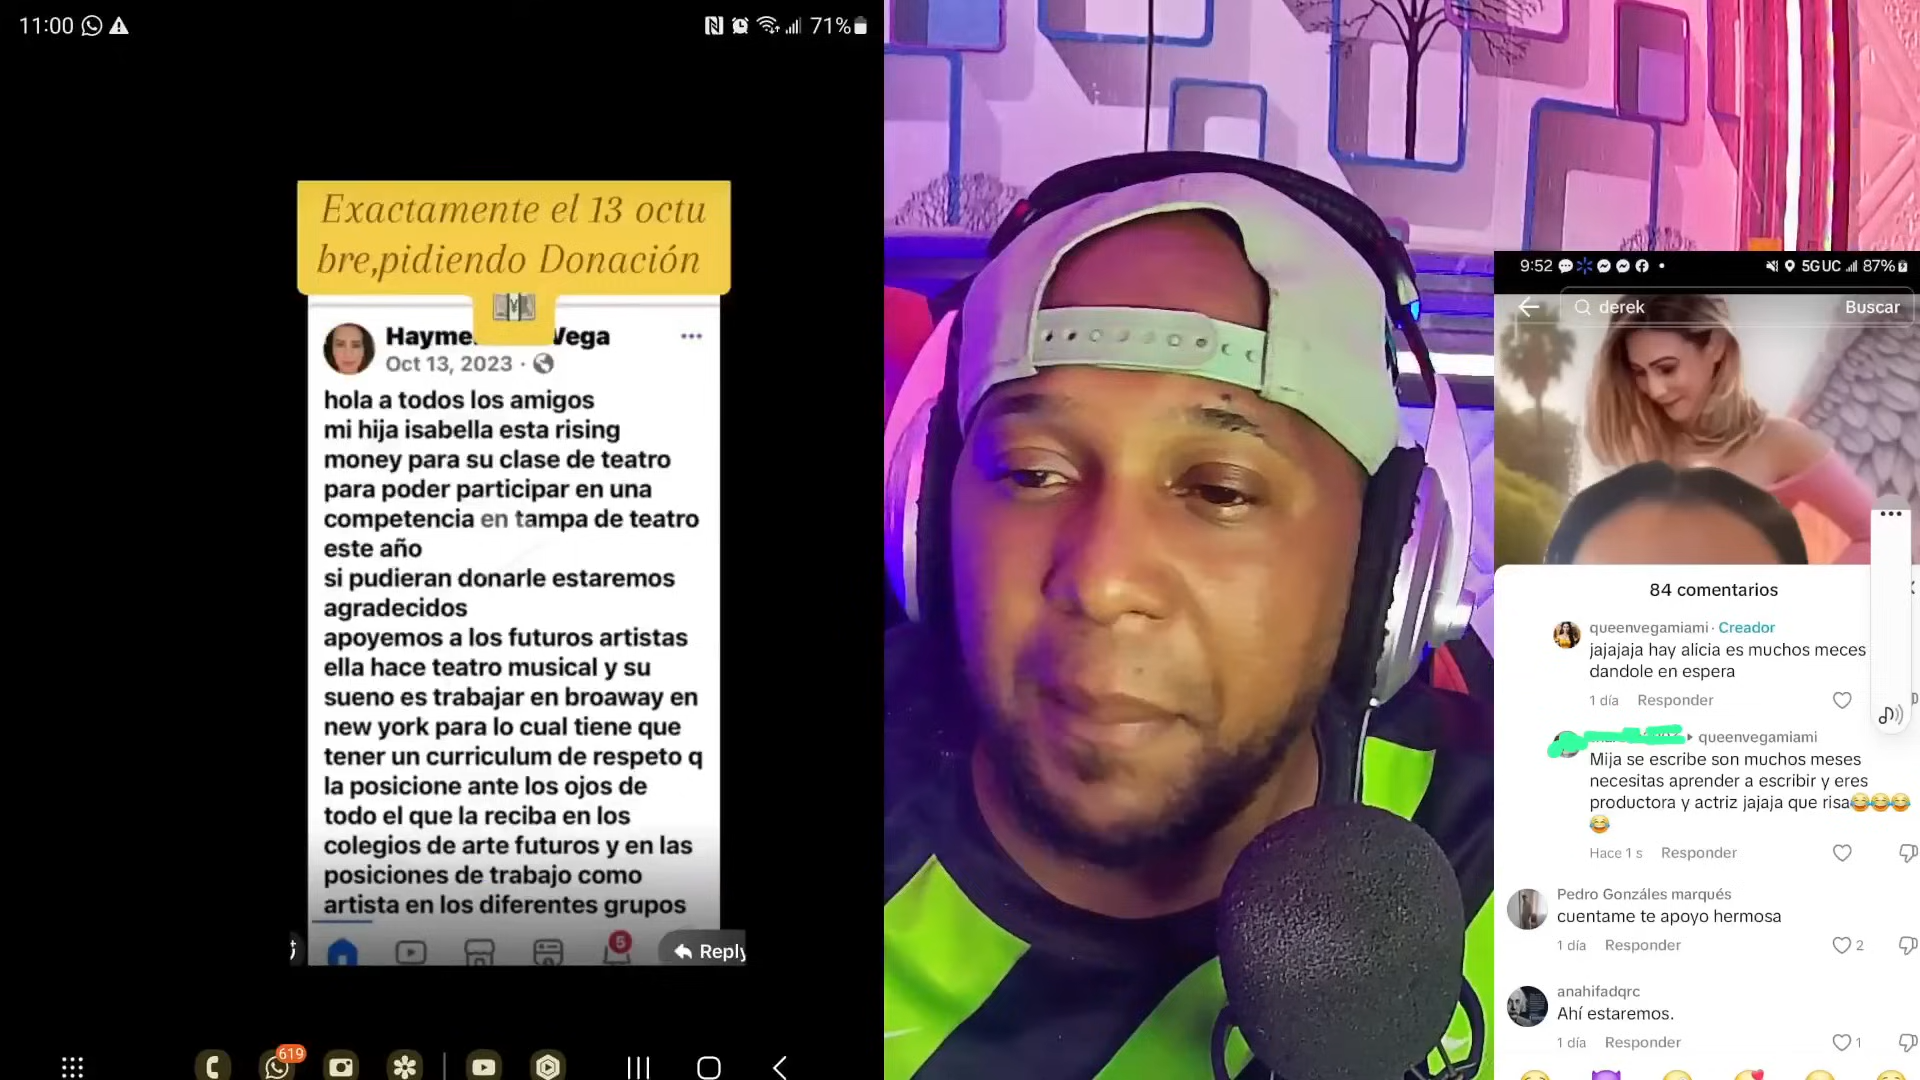 11:00
71%
Exactamente el 13 octu
bre,pidiendo Donación
Hayme Vega
Oct 13, 2023 ·
hola a todos los amigos
mi hija isabella esta rising
money para su clase de teatro
para poder participar en una
competencia en tampa de teatro
este año
si pudieran donarle estaremos
agradecidos
apoyemos a los futuros artistas
ella hace teatro musical y su
sueno es trabajar en broaway en
new york para lo cual tiene que
tener un curriculum de respeto q
la posicione ante los ojos de
todo el que la reciba en los
colegios de arte futuros y en las
posiciones de trabajo como
artista en los diferentes grupos
5
Reply
619
9:52
5GUC 87%
derek
Buscar
84 comentarios
queenvegamiami · Creador
jajajaja hay alicia es muchos meces
dandole en espera
1 día Responder
queenvegamiami
Mija se escribe son muchos meses
necesitas aprender a escribir y eres
productora y actriz jajaja que risa😂😂😂
😂
Hace 1 s Responder
Pedro Gonzáles marqués
cuentame te apoyo hermosa
1 día Responder 2
anahifadqrc
Ahí estaremos.
1 día Responder 1